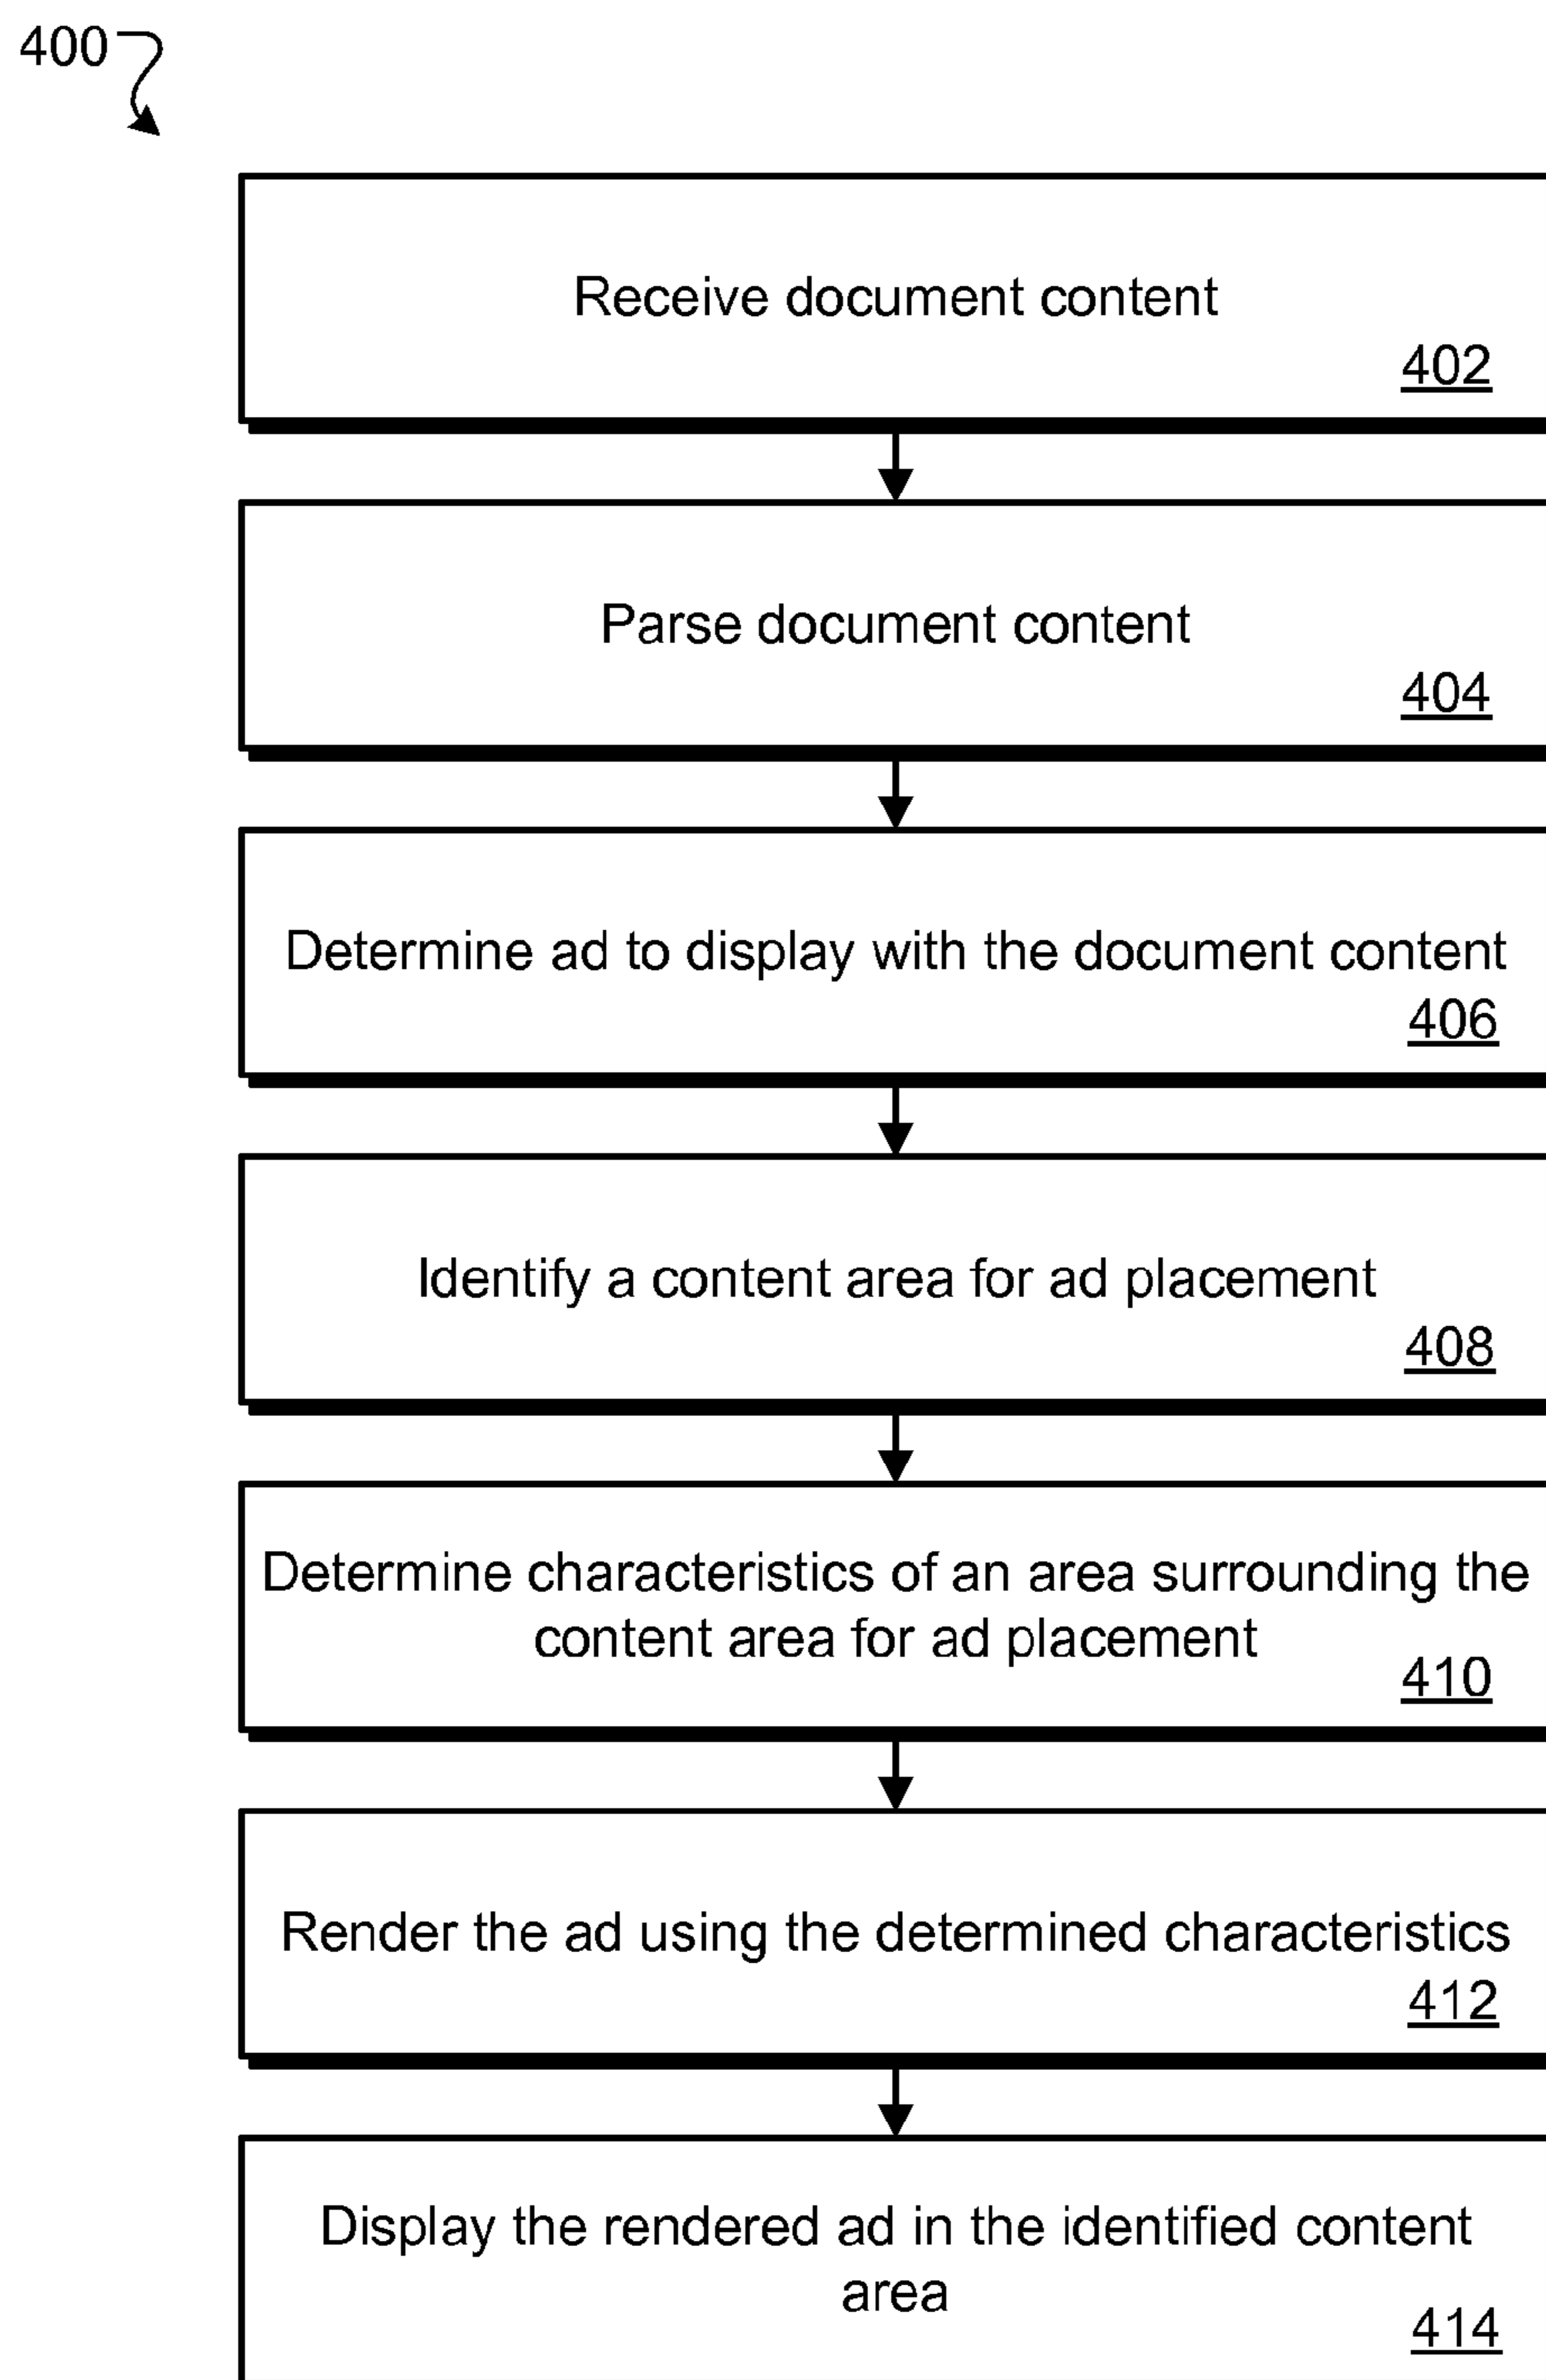 400
Receive document content
402
Parse document content
404
Determine ad to display with the document content
406
Identify a content area for ad placement
408
Determine characteristics of an area surrounding the
content area for ad placement
410
Render the ad using the determined characteristics
412
Display the rendered ad in the identified content
area
414